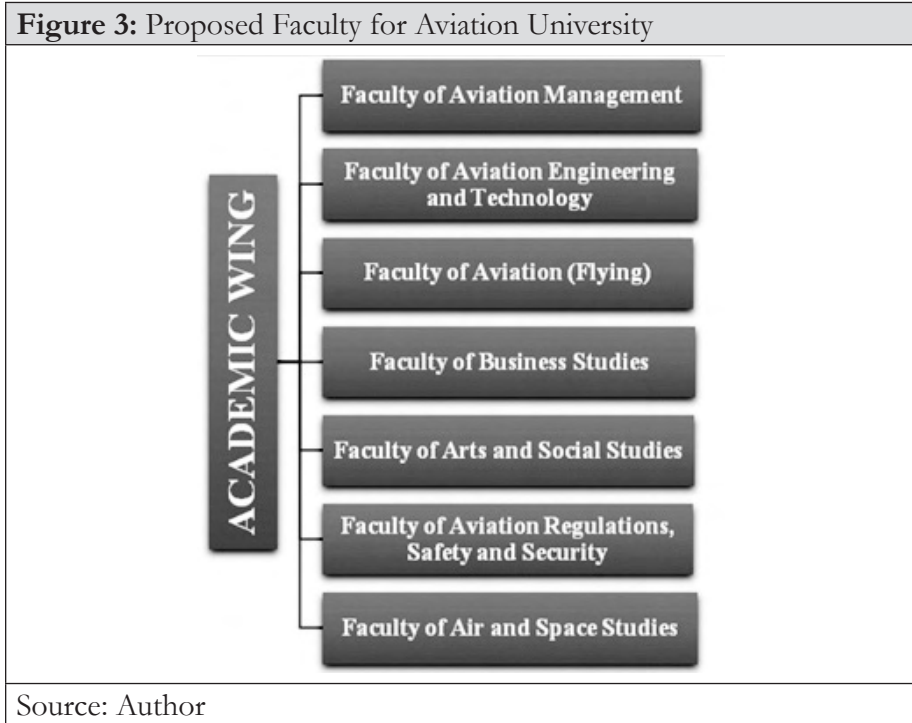 Figure 3: Proposed Faculty for Aviation University
ACADEMIC WING
Faculty of Aviation Management
Faculty of Aviation Engineering
and Technology
Faculty of Aviation (Flying)
Faculty of Business Studies
Faculty of Arts and Social Studies
Faculty of Aviation Regulations,
Safety and Security
Faculty of Air and Space Studies
Source: Author